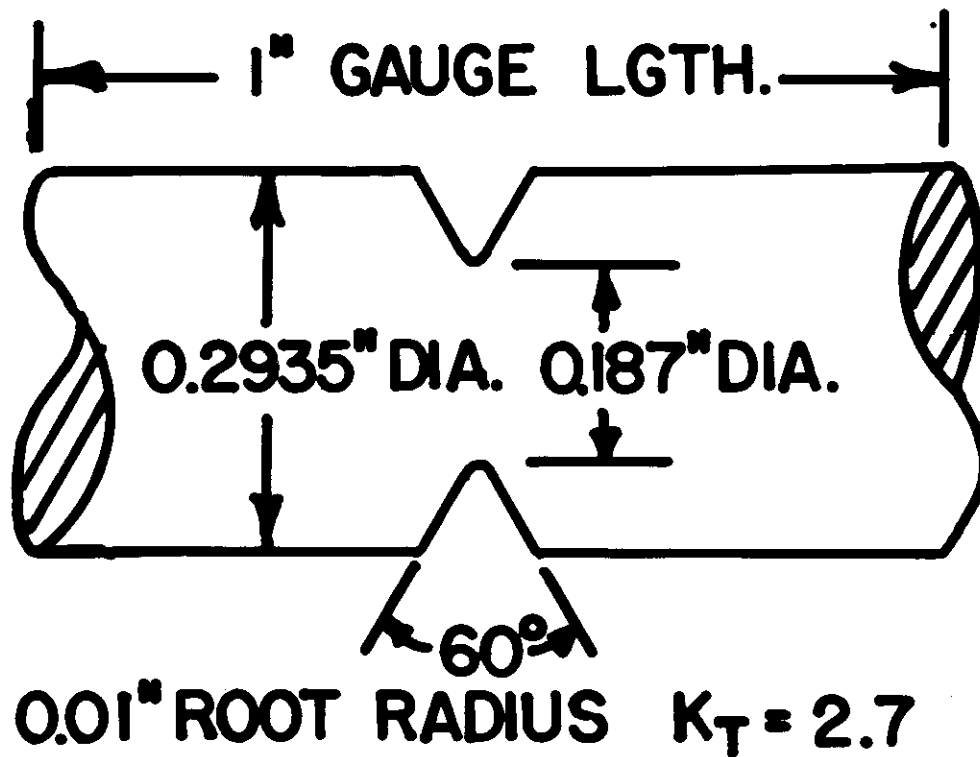 1" GAUGE LGTH.
0.2935" DIA. 0.187" DIA.
60°
0.01" ROOT RADIUS K_T = 2.7